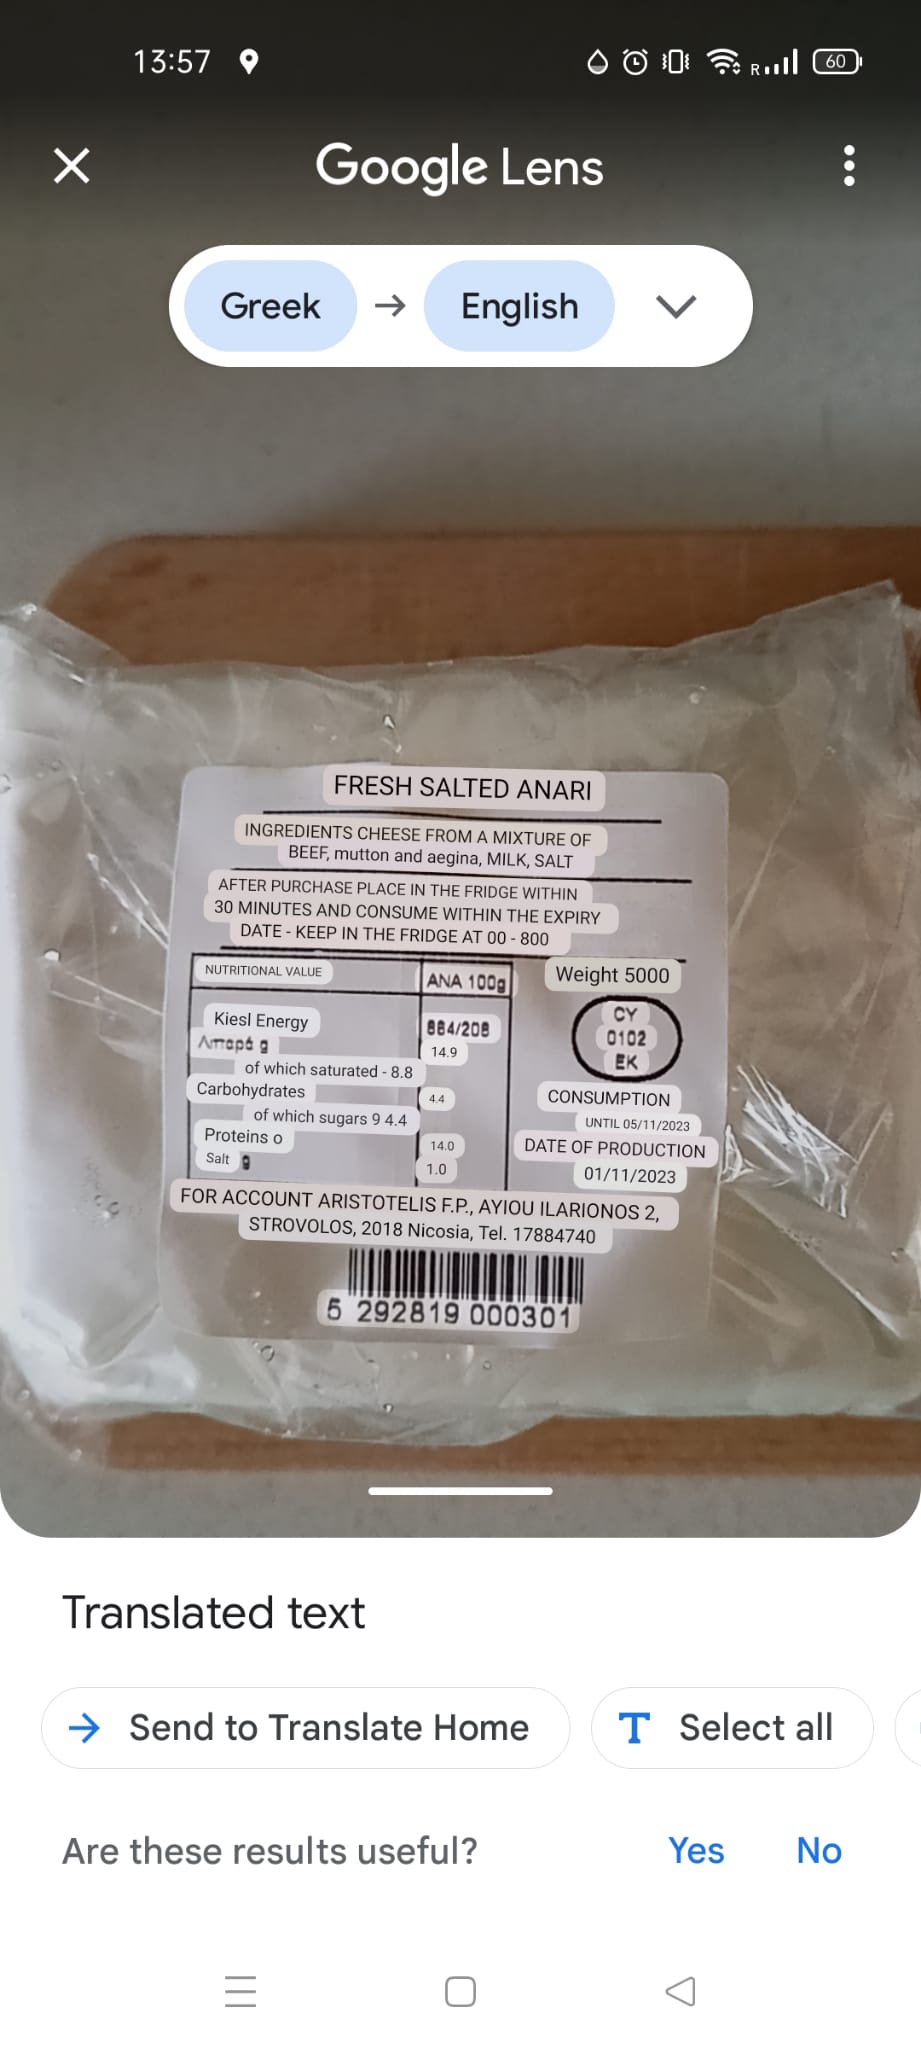 13:57
R
60
Google Lens
Greek → English
FRESH SALTED ANARI
INGREDIENTS CHEESE FROM A MIXTURE OF
BEEF, mutton and aegina, MILK, SALT
AFTER PURCHASE PLACE IN THE FRIDGE WITHIN
30 MINUTES AND CONSUME WITHIN THE EXPIRY
DATE - KEEP IN THE FRIDGE AT 00 - 800
NUTRITIONAL VALUE ANA 100g
Kiesl Energy 884/208
Λιπαρά g 14.9
of which saturated - 8.8
Carbohydrates 4.4
of which sugars 9 4.4
Proteins o 14.0
Salt g 1.0
Weight 5000
CY
0102
EK
CONSUMPTION
UNTIL 05/11/2023
DATE OF PRODUCTION
01/11/2023
FOR ACCOUNT ARISTOTELIS F.P., AYIOU ILARIONOS 2,
STROVOLOS, 2018 Nicosia, Tel. 17884740
5 292819 000301
Translated text
→ Send to Translate Home
T Select all
Are these results useful?
Yes
No